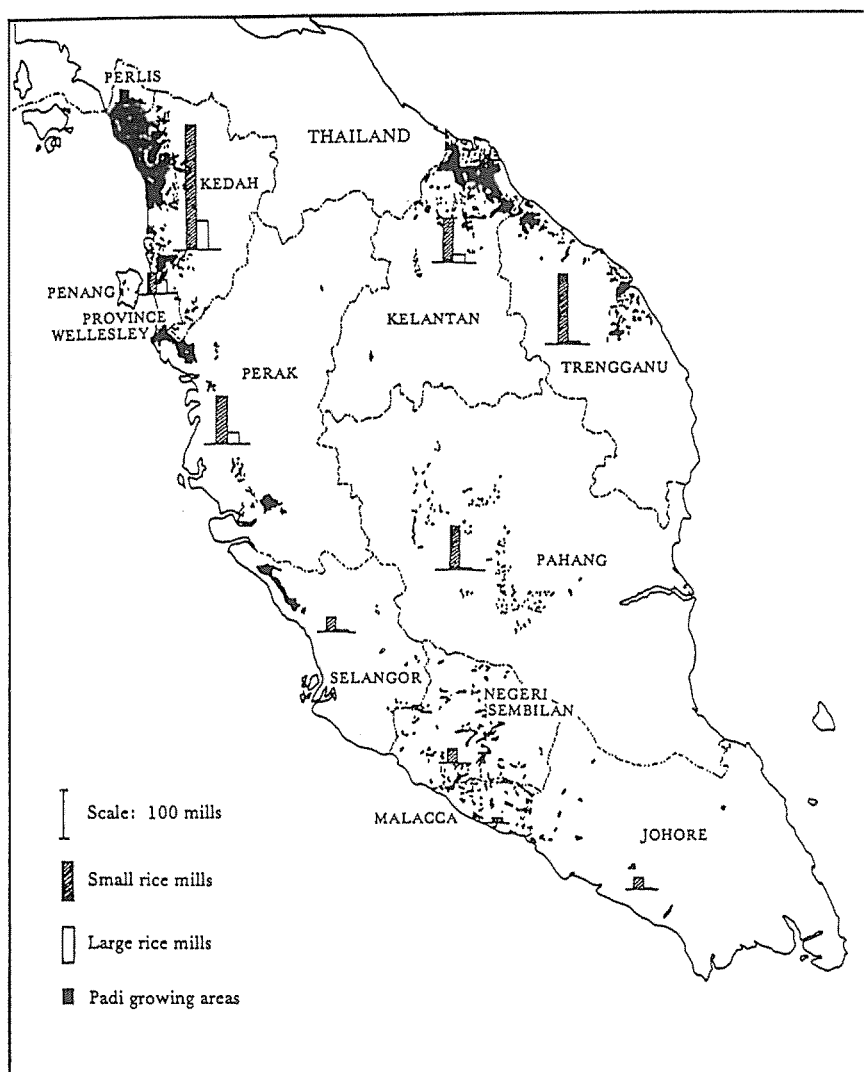 PERLIS
THAILAND
KEDAH
PENANG
PROVINCE
WELLESLEY
KELANTAN
TRENGGANU
PERAK
PAHANG
SELANGOR
NEGERI
SEMBILAN
MALACCA
JOHORE
Scale: 100 mills
Small rice mills
Large rice mills
Padi growing areas